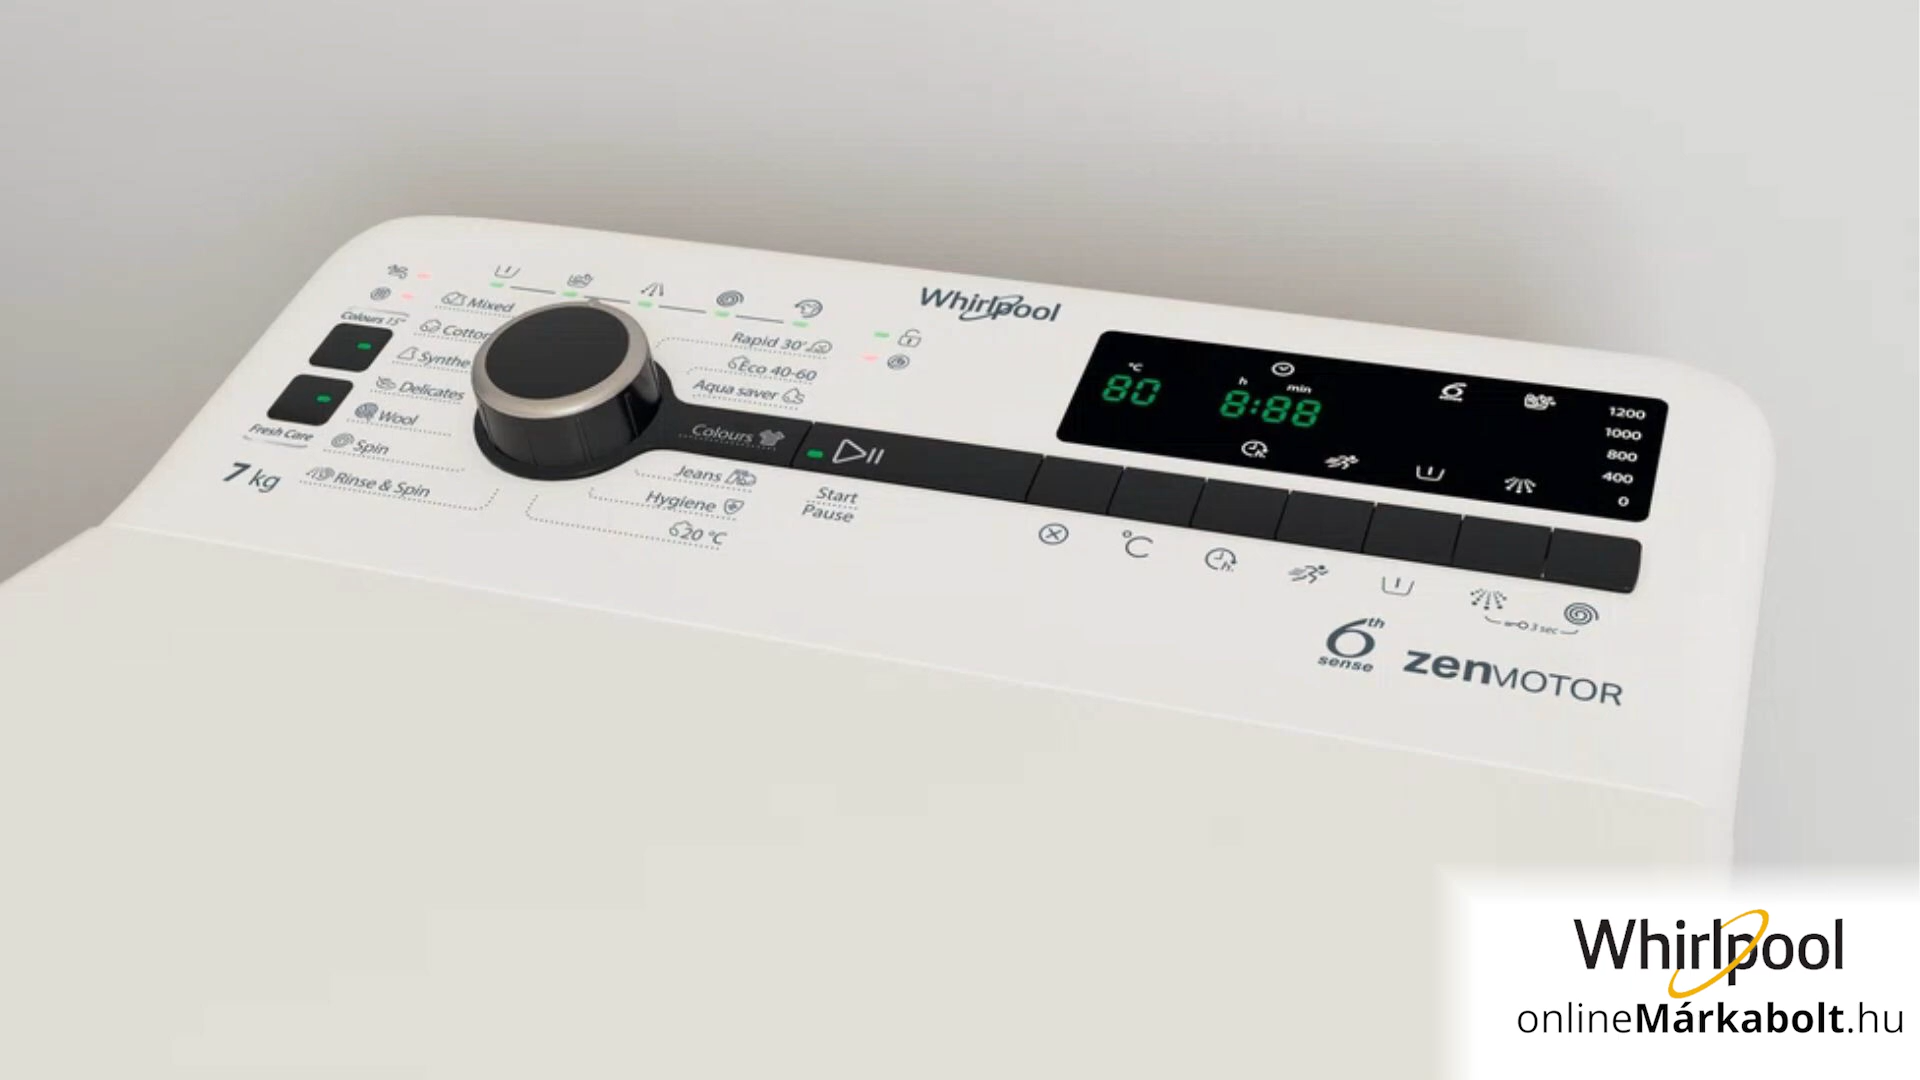 Whirlpool
Colours 15°
Mixed
Cotton
Synthe
Delicates
Wool
Spin
Rinse & Spin
Fresh Care
7 kg
Rapid 30'
Eco 40-60
Aqua saver
Colours
Jeans
Hygiene
20 °C
Start
Pause
°C
80
h min
8:88
6
1200
1000
800
400
0
h
°C
h.
3 sec
6th
sense
zenMOTOR
Whirlpool
onlineMárkabolt.hu